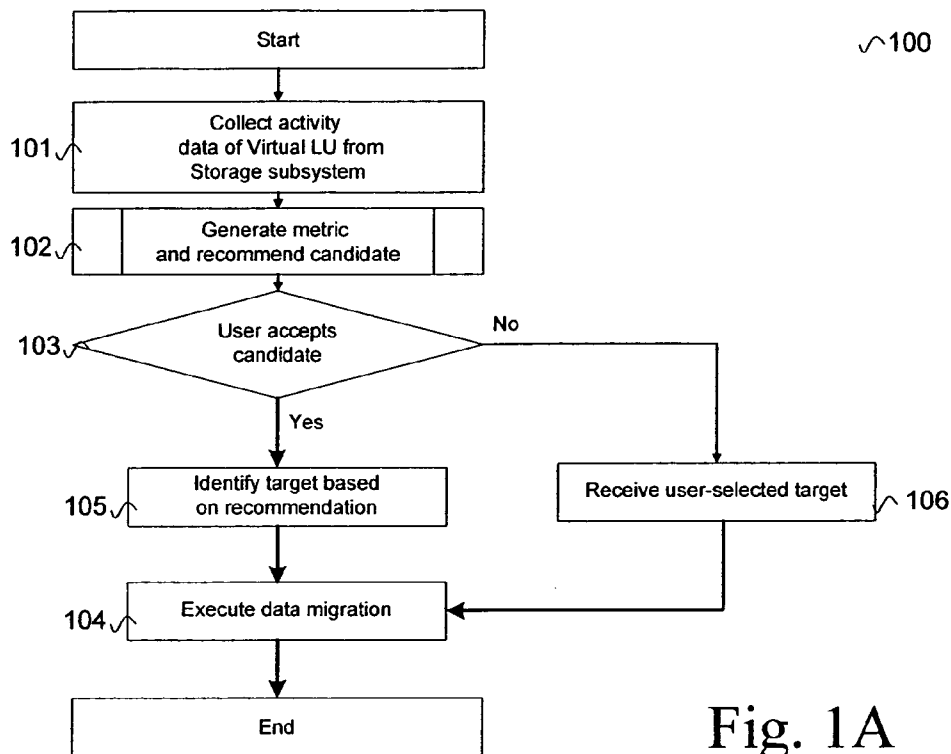 Start
100
101
Collect activity
data of Virtual LU from
Storage subsystem
102
Generate metric
and recommend candidate
103
User accepts
candidate
No
Yes
105
Identify target based
on recommendation
Receive user-selected target
106
104
Execute data migration
End
Fig. 1A